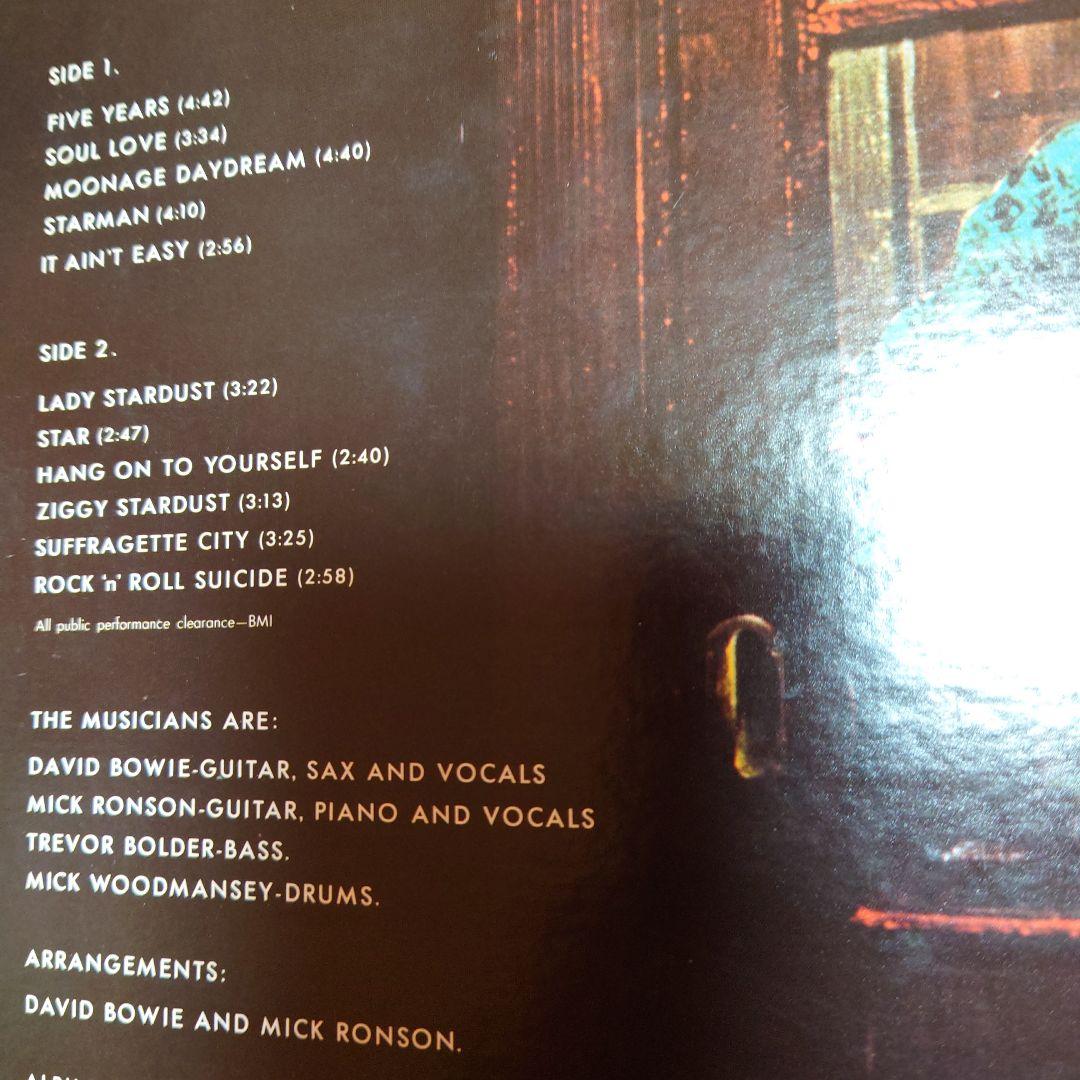 SIDE 1.
FIVE YEARS (4:42)
SOUL LOVE (3:34)
MOONAGE DAYDREAM (4:40)
STARMAN (4:10)
IT AIN'T EASY (2:56)
SIDE 2.
LADY STARDUST (3:22)
STAR (2:47)
HANG ON TO YOURSELF (2:40)
ZIGGY STARDUST (3:13)
SUFFRAGETTE CITY (3:25)
ROCK 'n' ROLL SUICIDE (2:58)
All public performance clearance—BMI
THE MUSICIANS ARE:
DAVID BOWIE-GUITAR, SAX AND VOCALS
MICK RONSON-GUITAR, PIANO AND VOCALS
TREVOR BOLDER-BASS.
MICK WOODMANSEY-DRUMS.
ARRANGEMENTS:
DAVID BOWIE AND MICK RONSON.